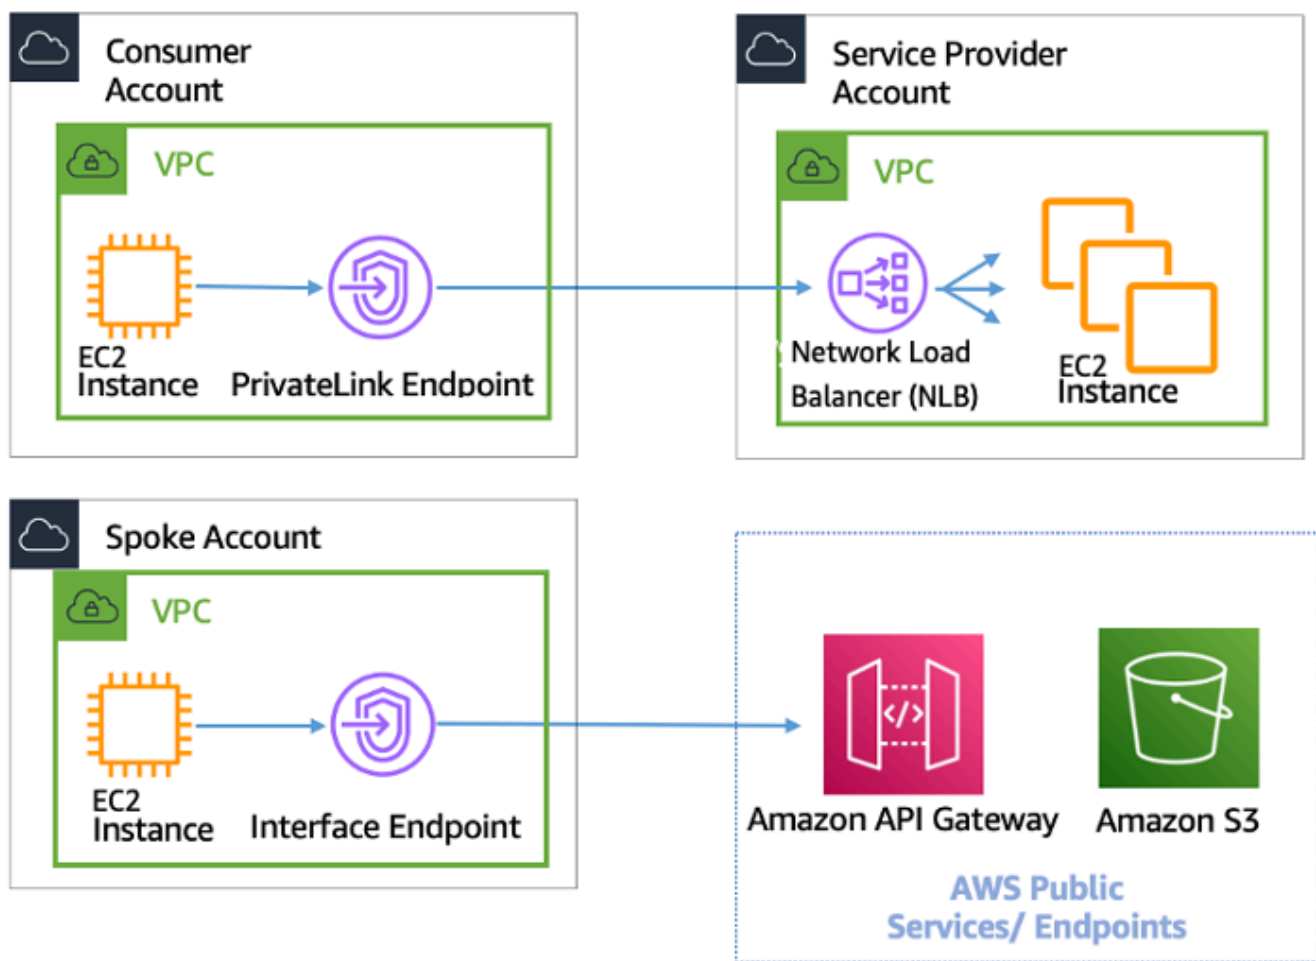 Consumer
Account
VPC
EC2
Instance
PrivateLink Endpoint
Service Provider
Account
VPC
Network Load
Balancer (NLB)
EC2
Instance
Spoke Account
VPC
EC2
Instance
Interface Endpoint
Amazon API Gateway
Amazon S3
AWS Public
Services/ Endpoints